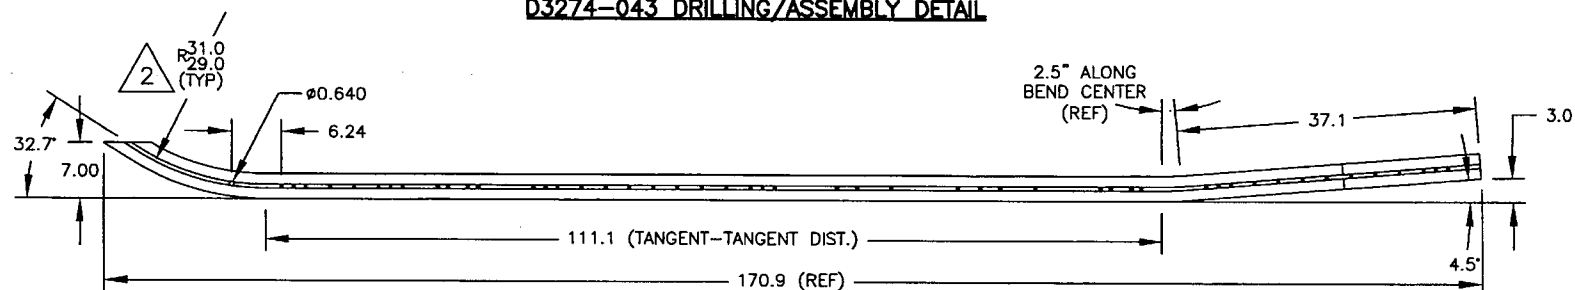 D3274-043 DRILLING/ASSEMBLY DETAIL
2
R31.0
29.0
(TYP)
ø0.640
6.24
2.5" ALONG
BEND CENTER
(REF)
37.1
3.0
32.7°
7.00
111.1 (TANGENT-TANGENT DIST.)
4.5°
170.9 (REF)